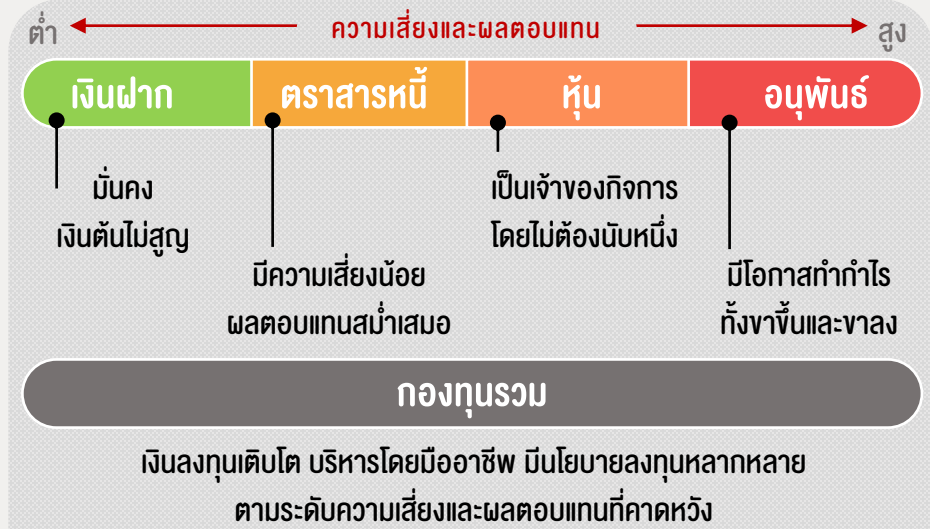 ต่ำ ความเสี่ยงและผลตอบแทน สูง
เงินฝาก ตราสารหนี้ หุ้น อนุพันธ์
มั่นคง
เงินต้นไม่สูญ
เป็นเจ้าของกิจการ
โดยไม่ต้องนับหนึ่ง
มีความเสี่ยงน้อย
ผลตอบแทนสม่ำเสมอ
มีโอกาสทำกำไร
ทั้งขาขึ้นและขาลง
กองทุนรวม
เงินลงทุนเติบโต บริหารโดยมืออาชีพ มีนโยบายลงทุนหลากหลาย
ตามระดับความเสี่ยงและผลตอบแทนที่คาดหวัง